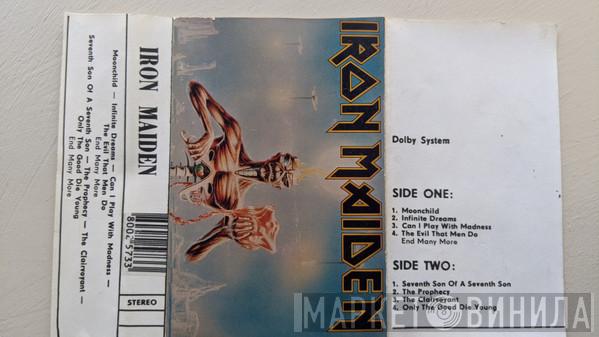 Moonchild — Infinite Dreams — Can I Play With Madness —
The Evil That Men Do
End Many More
Seventh Son Of A Seventh Son — The Prophecy — The Clairvoyant —
Only The Good Die Young
End Many More
IRON MAIDEN
8002 5733
STEREO
IRON MAIDEN
Dolby System
SIDE ONE:
1. Moonchild
2. Infinite Dreams
3. Can I Play With Madness
4. The Evil That Men Do
End Many More
SIDE TWO:
1. Seventh Son Of A Seventh Son
2. The Prophecy
3. The Clairvoyant
4. Only The Good Die Young
МАРКЕТ ВИНИЛА